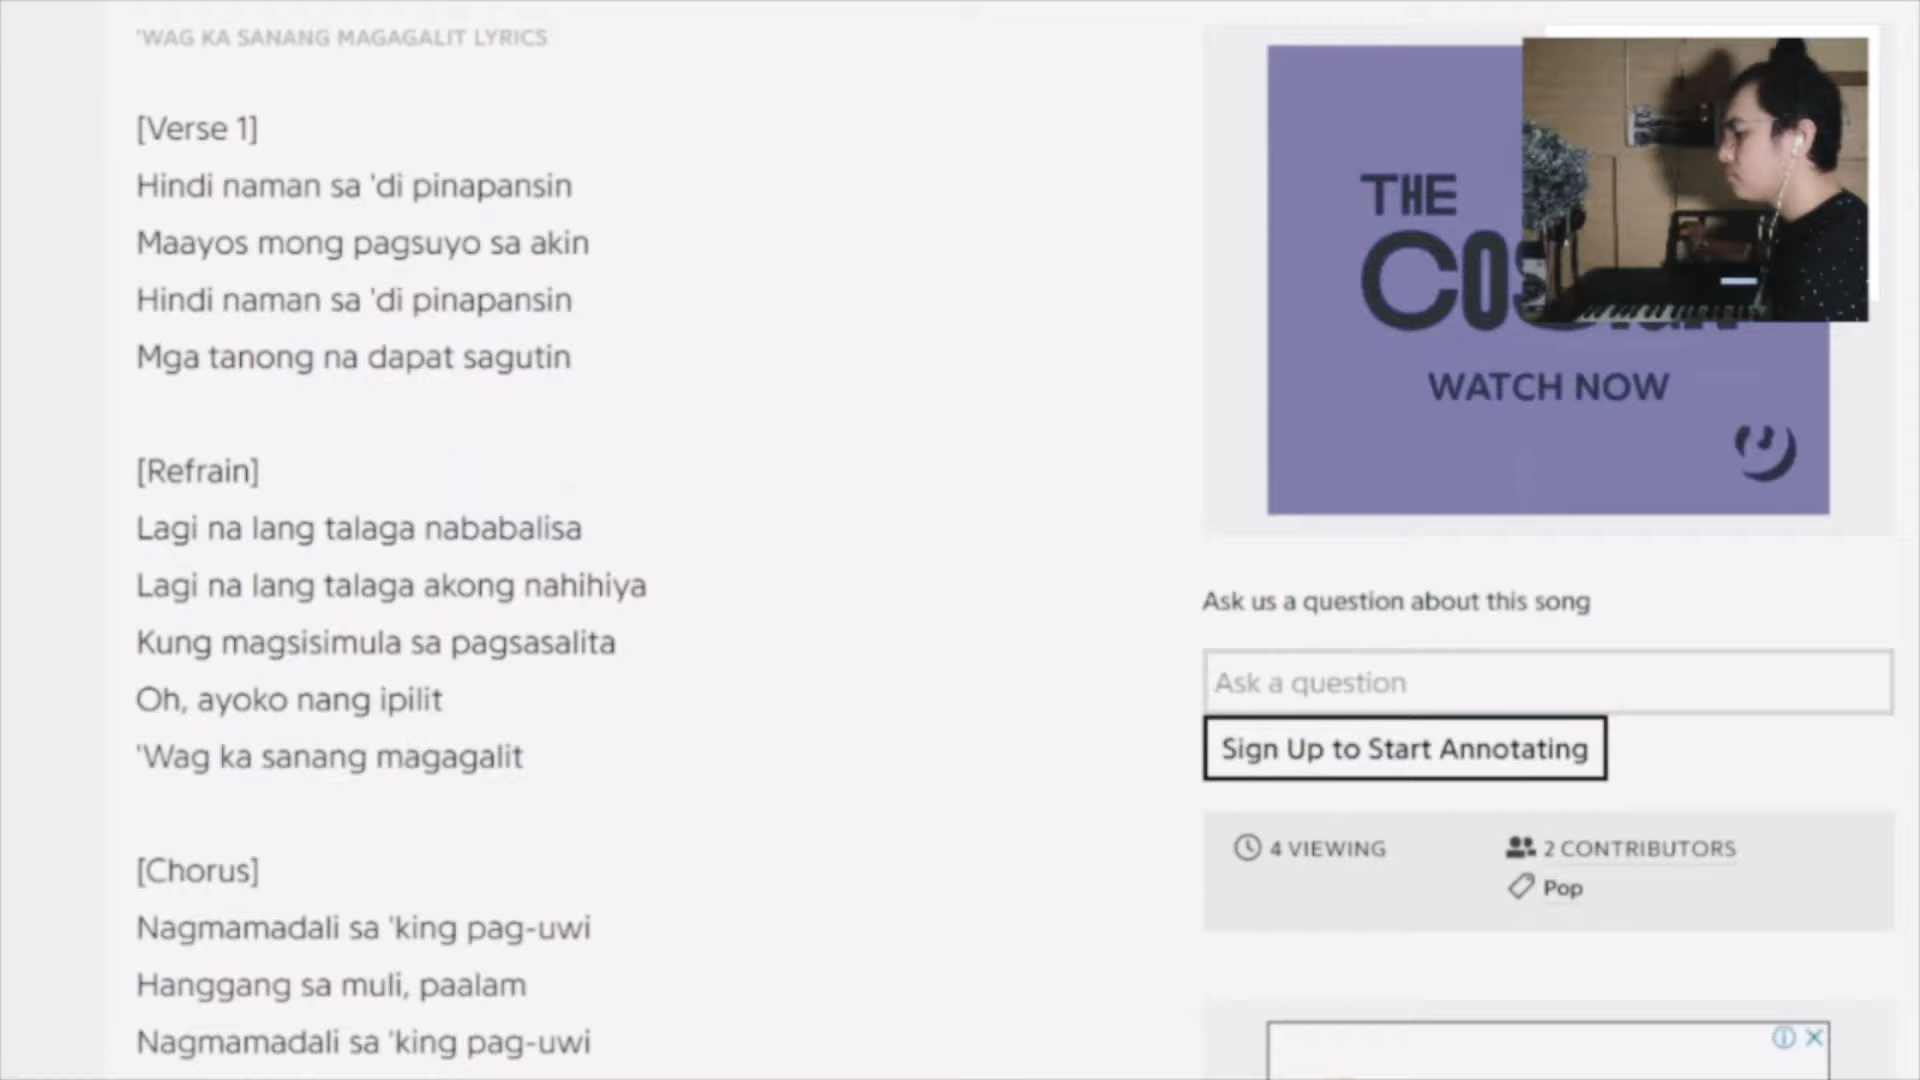 'WAG KA SANANG MAGAGALIT LYRICS
[Verse 1]
Hindi naman sa 'di pinapansin
Maayos mong pagsuyo sa akin
Hindi naman sa 'di pinapansin
Mga tanong na dapat sagutin
[Refrain]
Lagi na lang talaga nababalisa
Lagi na lang talaga akong nahihiya
Kung magsisimula sa pagsasalita
Oh, ayoko nang ipilit
'Wag ka sanang magagalit
[Chorus]
Nagmamadali sa 'king pag-uwi
Hanggang sa muli, paalam
Nagmamadali sa 'king pag-uwi
THE
WATCH NOW
Ask us a question about this song
Ask a question
Sign Up to Start Annotating
4 VIEWING
2 CONTRIBUTORS
Pop